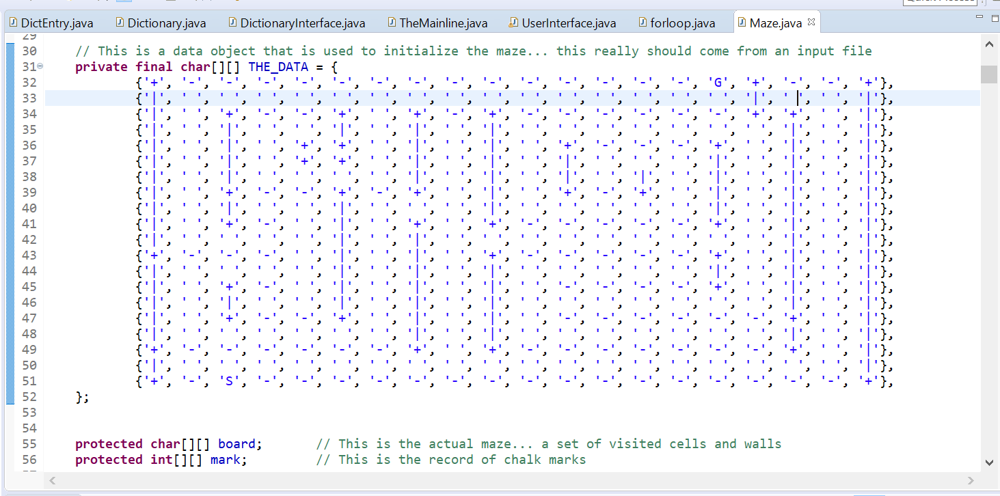 DictEntry.java Dictionary.java DictionaryInterface.java TheMainline.java UserInterface.java forloop.java Maze.java
29
30 // This is a data object that is used to initialize the maze... this really should come from an input file
31 private final char[][] THE_DATA = {
32 {'+', '-', '-', '-', '-', '-', '-', '-', '-', '-', '-', '-', '-', '-', '-', 'G', '+', '-', '-', '+'},
33 {'|', ' ', ' ', ' ', ' ', ' ', ' ', ' ', ' ', ' ', ' ', ' ', ' ', ' ', ' ', ' ', '|', ' ', ' ', '|'},
34 {'|', ' ', '+', '-', '-', '+', ' ', '+', '-', '+', '-', '-', '-', '-', '-', '-', '+', '+', ' ', '|'},
35 {'|', ' ', '|', ' ', ' ', '|', ' ', '|', ' ', '|', ' ', ' ', ' ', ' ', ' ', ' ', ' ', '|', ' ', '|'},
36 {'|', ' ', '|', ' ', '+', '+', ' ', '|', ' ', '|', ' ', '+', '-', '-', '-', '+', ' ', '|', ' ', '|'},
37 {'|', ' ', '|', ' ', '+', '+', ' ', '|', ' ', '|', ' ', '|', ' ', ' ', ' ', '|', ' ', '|', ' ', '|'},
38 {'|', ' ', '|', ' ', ' ', ' ', ' ', '|', ' ', '|', ' ', '|', ' ', '|', ' ', '|', ' ', '|', ' ', '|'},
39 {'|', ' ', '+', '-', '-', '+', '-', '+', ' ', '|', ' ', '+', '-', '+', ' ', '|', ' ', '|', ' ', '|'},
40 {'|', ' ', '|', ' ', ' ', '|', ' ', ' ', ' ', '|', ' ', ' ', ' ', ' ', ' ', '|', ' ', '|', ' ', '|'},
41 {'|', ' ', '+', '-', ' ', '|', ' ', '+', ' ', '+', '-', '-', '-', '-', '-', '+', ' ', '|', ' ', '|'},
42 {'|', ' ', ' ', ' ', ' ', '|', ' ', '|', ' ', ' ', ' ', ' ', ' ', ' ', ' ', ' ', ' ', '|', ' ', '|'},
43 {'+', '-', '-', '-', ' ', '|', ' ', '|', ' ', '+', '-', '-', '-', '-', '-', '+', ' ', '|', ' ', '|'},
44 {'|', ' ', ' ', ' ', ' ', '|', ' ', '|', ' ', '|', ' ', ' ', ' ', ' ', ' ', '|', ' ', '|', ' ', '|'},
45 {'|', ' ', '+', '-', ' ', '|', ' ', '|', ' ', '|', ' ', '-', '-', '-', '-', '+', ' ', '|', ' ', '|'},
46 {'|', ' ', '|', ' ', ' ', '|', ' ', '|', ' ', '|', ' ', ' ', ' ', ' ', ' ', ' ', ' ', '|', ' ', '|'},
47 {'|', ' ', '+', '-', '-', '+', ' ', '|', ' ', '|', ' ', '-', '-', '-', '-', '-', '-', '+', ' ', '|'},
48 {'|', ' ', ' ', ' ', ' ', ' ', ' ', '|', ' ', '|', ' ', ' ', ' ', ' ', ' ', ' ', ' ', '|', ' ', '|'},
49 {'+', '-', '-', '-', '-', '-', '-', '+', ' ', '+', '-', '-', '-', '-', '-', '-', '-', '+', ' ', '|'},
50 {'|', ' ', ' ', ' ', ' ', ' ', ' ', ' ', ' ', ' ', ' ', ' ', ' ', ' ', ' ', ' ', ' ', ' ', ' ', '|'},
51 {'+', '-', 'S', '-', '-', '-', '-', '-', '-', '-', '-', '-', '-', '-', '-', '-', '-', '-', '-', '+'},
52 };
53
54
55 protected char[][] board; // This is the actual maze... a set of visited cells and walls
56 protected int[][] mark; // This is the record of chalk marks